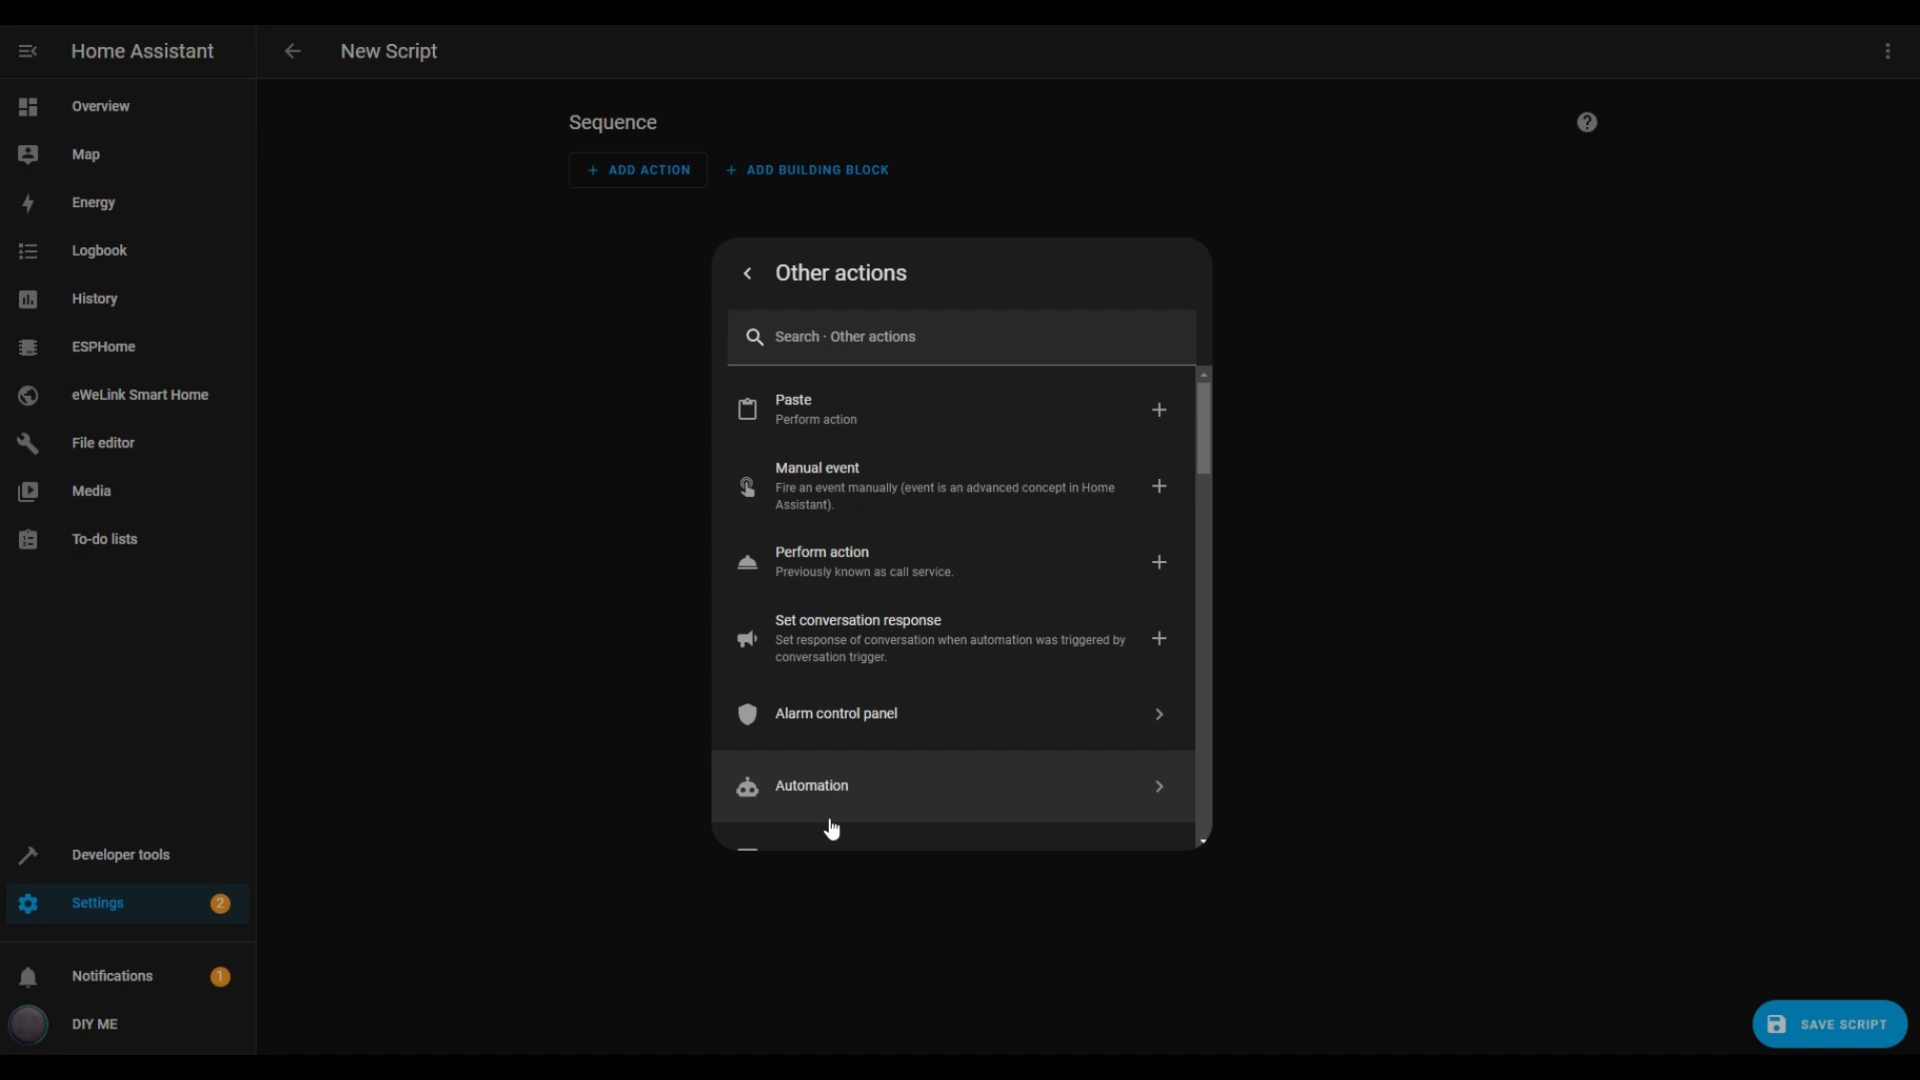 Home Assistant
New Script
Overview
Map
Energy
Logbook
History
ESPHome
eWeLink Smart Home
File editor
Media
To-do lists
Developer tools
Settings
2
Notifications
1
DIY ME
Sequence
+ ADD ACTION
+ ADD BUILDING BLOCK
Other actions
Search · Other actions
Paste
Perform action
Manual event
Fire an event manually (event is an advanced concept in Home
Assistant).
Perform action
Previously known as call service.
Set conversation response
Set response of conversation when automation was triggered by
conversation trigger.
Alarm control panel
Automation
SAVE SCRIPT